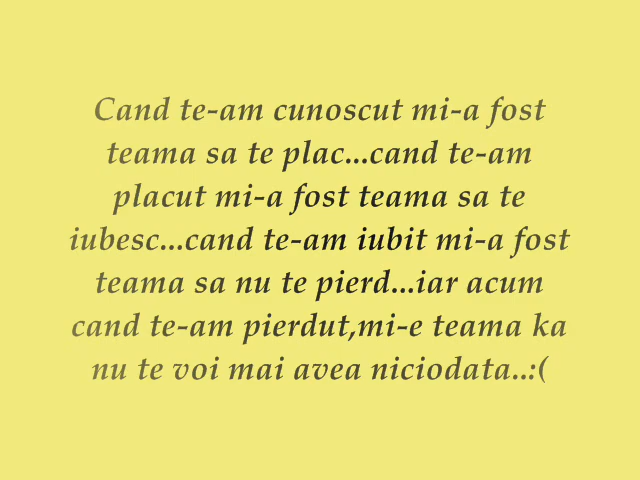 Cand te-am cunoscut mi-a fost
teama sa te plac...cand te-am
placut mi-a fost teama sa te
iubesc...cand te-am iubit mi-a fost
teama sa nu te pierd...iar acum
cand te-am pierdut,mi-e teama ka
nu te voi mai avea niciodata..:(